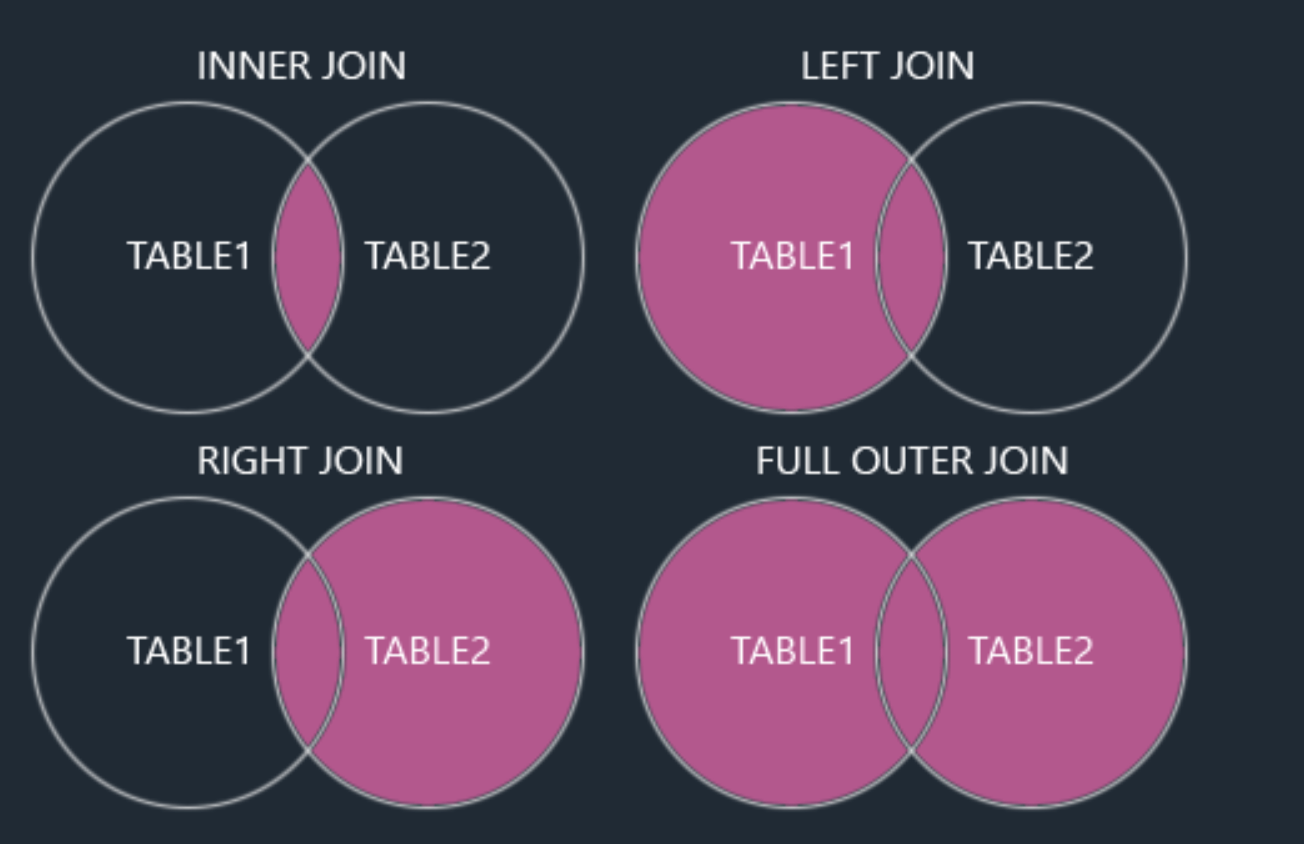 INNER JOIN
TABLE1 TABLE2
LEFT JOIN
TABLE1 TABLE2
RIGHT JOIN
TABLE1 TABLE2
FULL OUTER JOIN
TABLE1 TABLE2